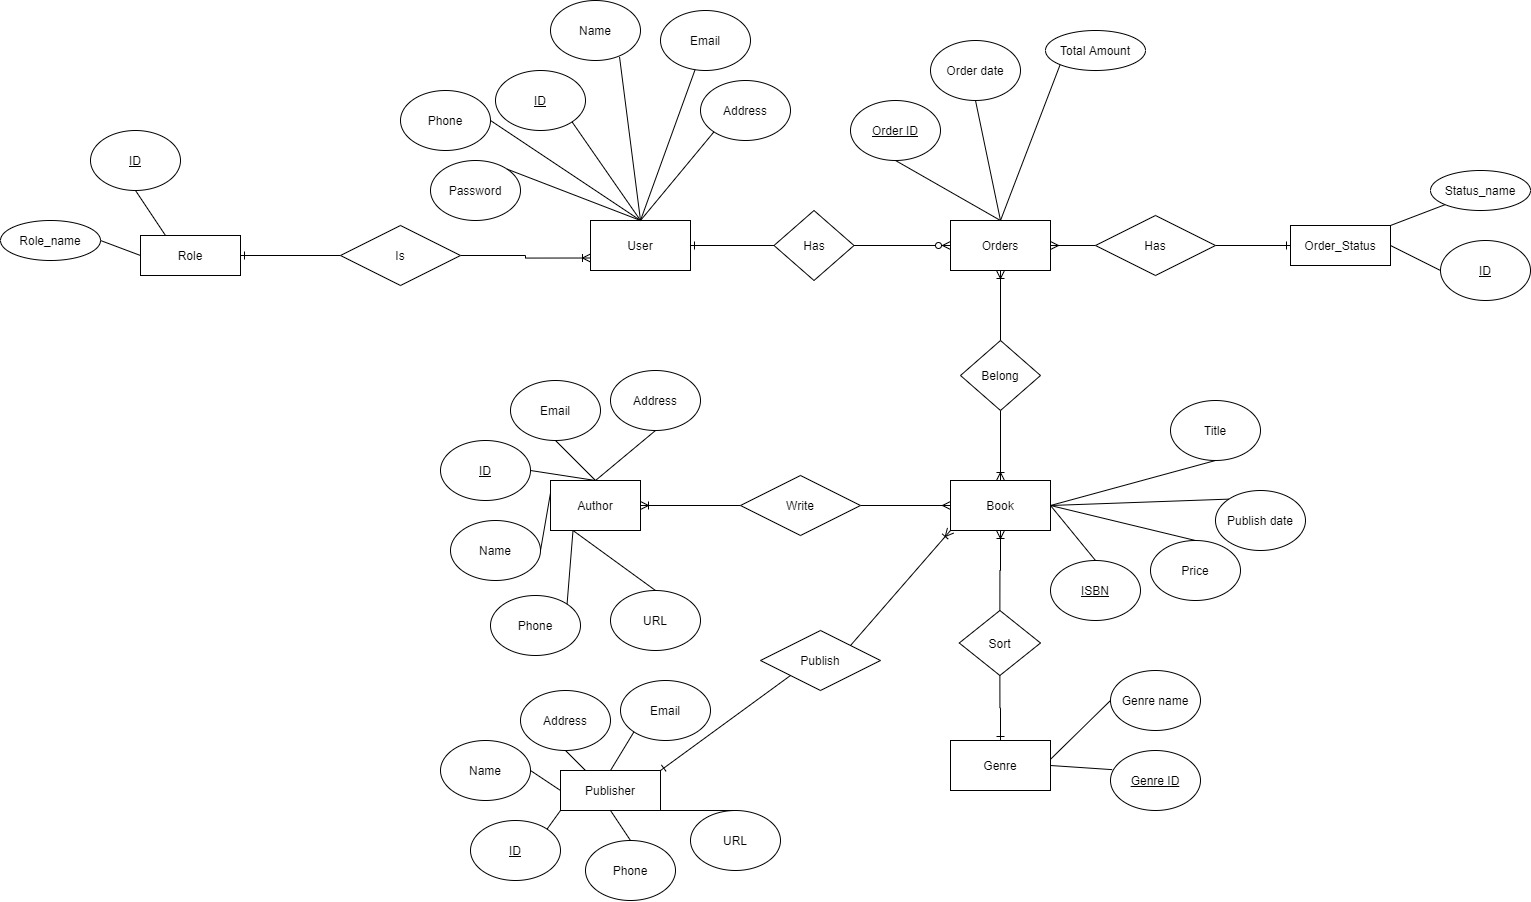 Name
Email
Total Amount
Order date
ID
Address
Phone
Order ID
ID
Password
Status_name
Role_name
Role
Is
User
Has
Orders
Has
Order_Status
ID
Belong
Email
Address
Title
ID
Author
Write
Book
Publish date
Name
Price
ISBN
Phone
URL
Sort
Publish
Address
Email
Genre name
Name
Publisher
Genre
Genre ID
ID
Phone
URL